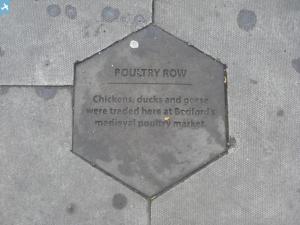 POULTRY ROW
Chickens, ducks and geese
were traded here at Bedford's
medieval poultry market.